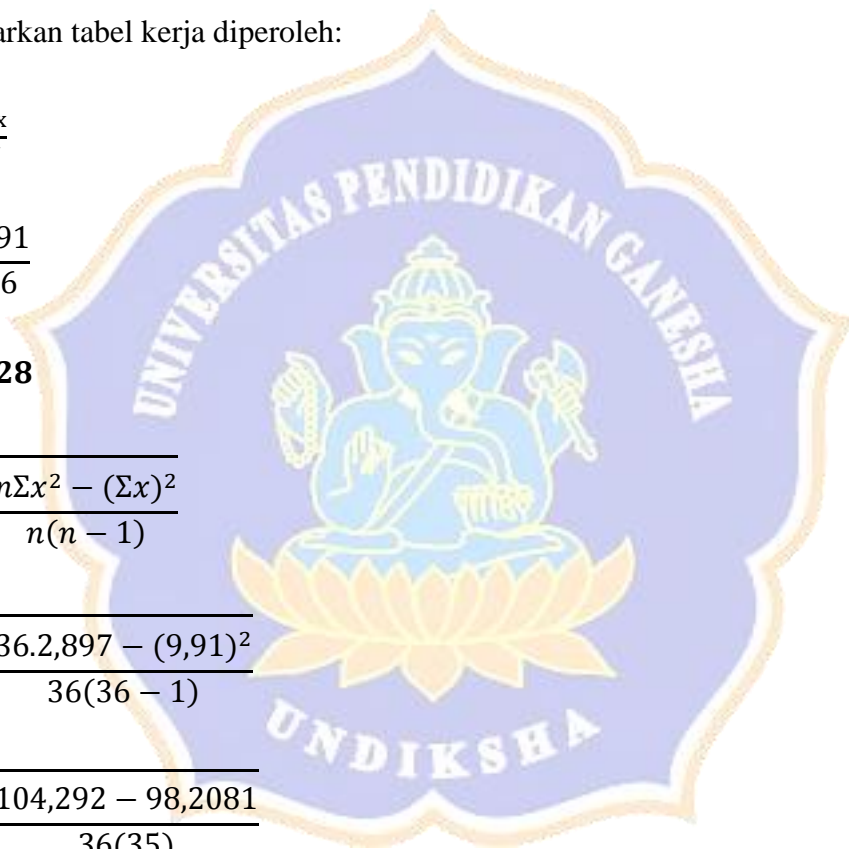 arkan tabel kerja diperoleh:
x
91
6
28
nΣx² − (Σx)²
n(n − 1)
36.2,897 − (9,91)²
36(36 − 1)
104,292 − 98,2081
36(35)
UNIVERSITAS PENDIDIKAN GANESHA
UNDIKSHA